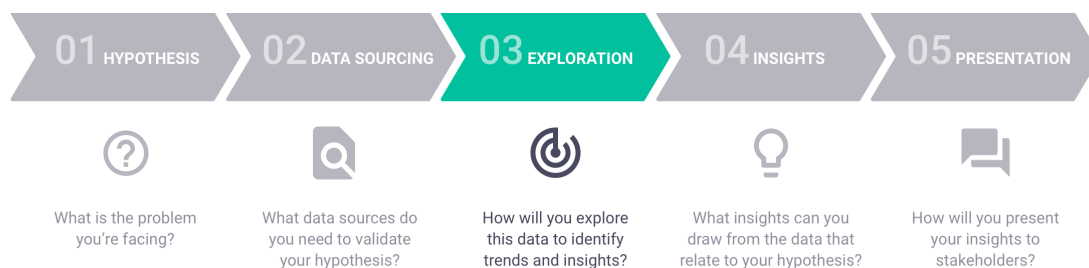 01 HYPOTHESIS
02 DATA SOURCING
03 EXPLORATION
04 INSIGHTS
05 PRESENTATION
What is the problem
you're facing?
What data sources do
you need to validate
your hypothesis?
How will you explore
this data to identify
trends and insights?
What insights can you
draw from the data that
relate to your hypothesis?
How will you present
your insights to
stakeholders?